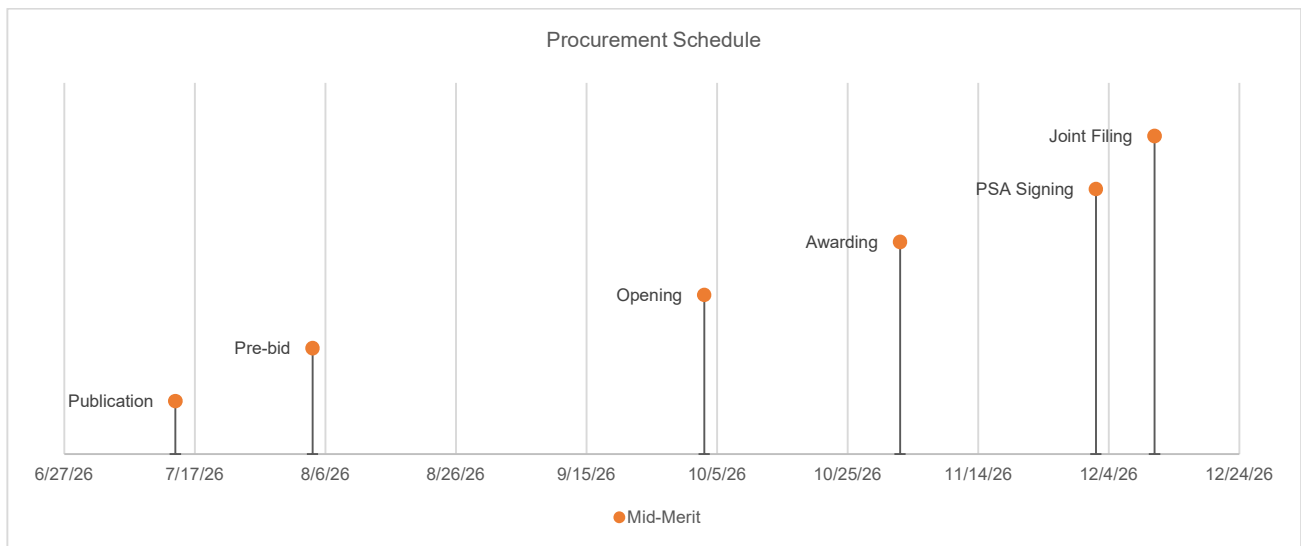 Procurement Schedule
Joint Filing
PSA Signing
Awarding
Opening
Pre-bid
Publication
6/27/26 7/17/26 8/6/26 8/26/26 9/15/26 10/5/26 10/25/26 11/14/26 12/4/26 12/24/26
Mid-Merit